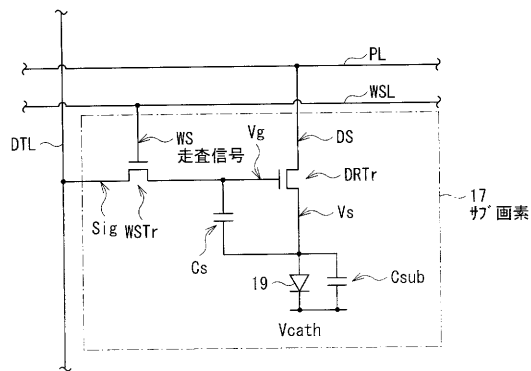 PL
WSL
DTL
WS
走査信号
Vg
DS
DRTr
17
サブ画素
Sig
WSTr
Vs
Cs
19
Csub
Vcath